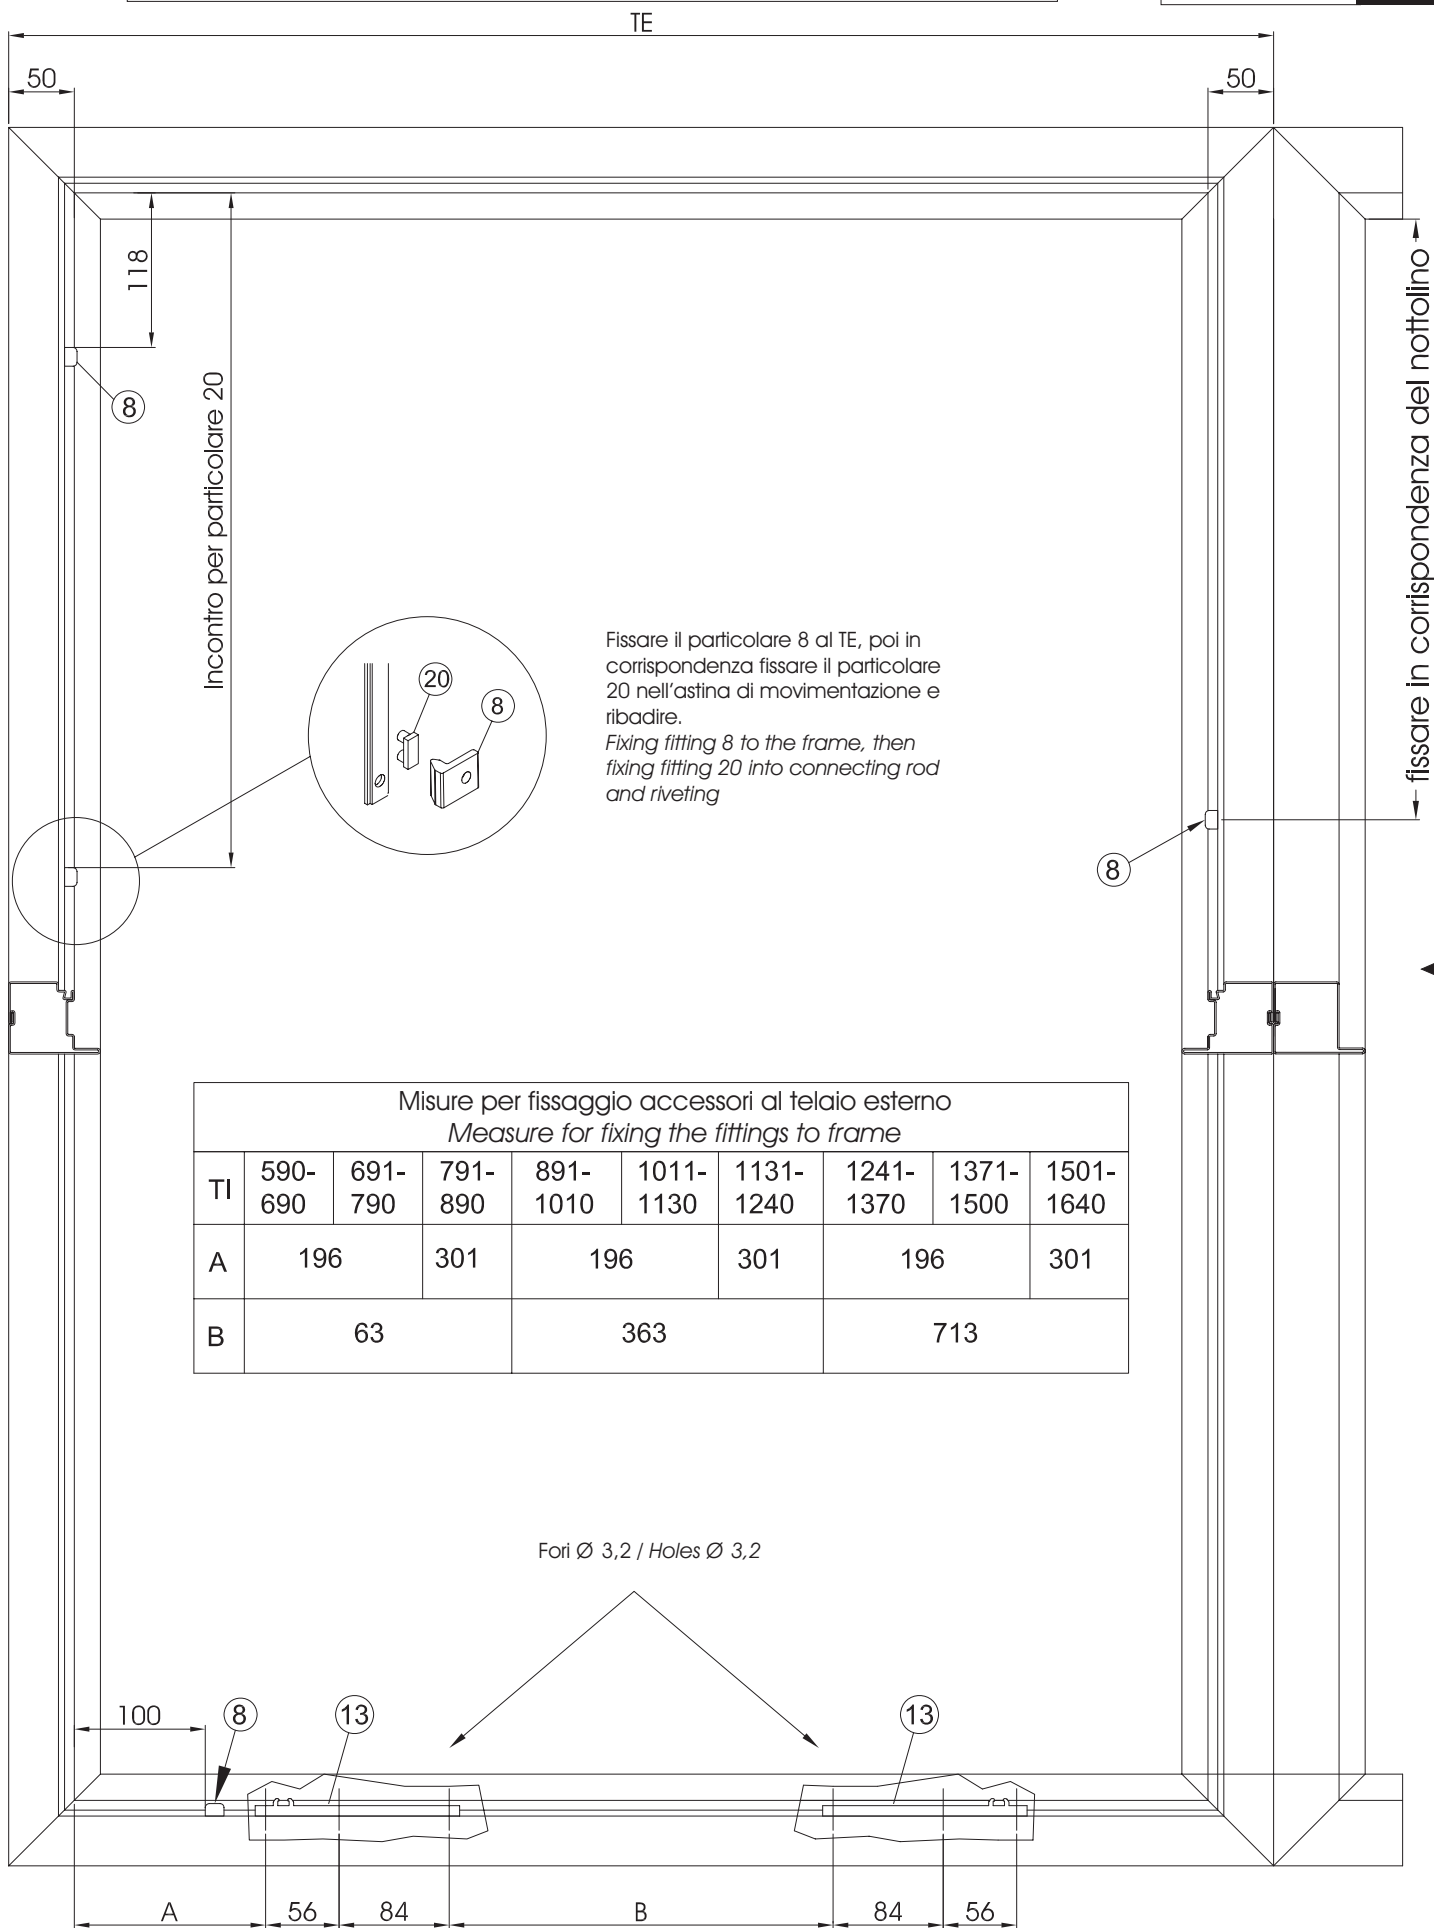 TE
50
50
118
Incontro per particolare 20
fissare in corrispondenza del nottolino
8
20
8
Fissare il particolare 8 al TE, poi in
corrispondenza fissare il particolare
20 nell'astina di movimentazione e
ribadire.
Fixing fitting 8 to the frame, then
fixing fitting 20 into connecting rod
and riveting
8
Misure per fissaggio accessori al telaio esterno
Measure for fixing the fittings to frame
TI 590-690 691-790 791-890 891-1010 1011-1130 1131-1240 1241-1370 1371-1500 1501-1640
A 196 301 196 301 196 301
B 63 363 713
Fori Ø 3,2 / Holes Ø 3,2
100
8
13
13
A
56
84
B
84
56